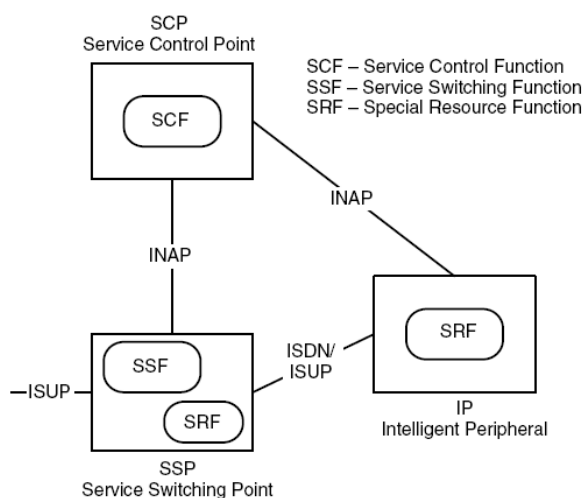 SCP
Service Control Point
SCF – Service Control Function
SSF – Service Switching Function
SRF – Special Resource Function
SCF
INAP
INAP
SRF
ISDN/
ISUP
SSF
ISUP
SRF
IP
Intelligent Peripheral
SSP
Service Switching Point